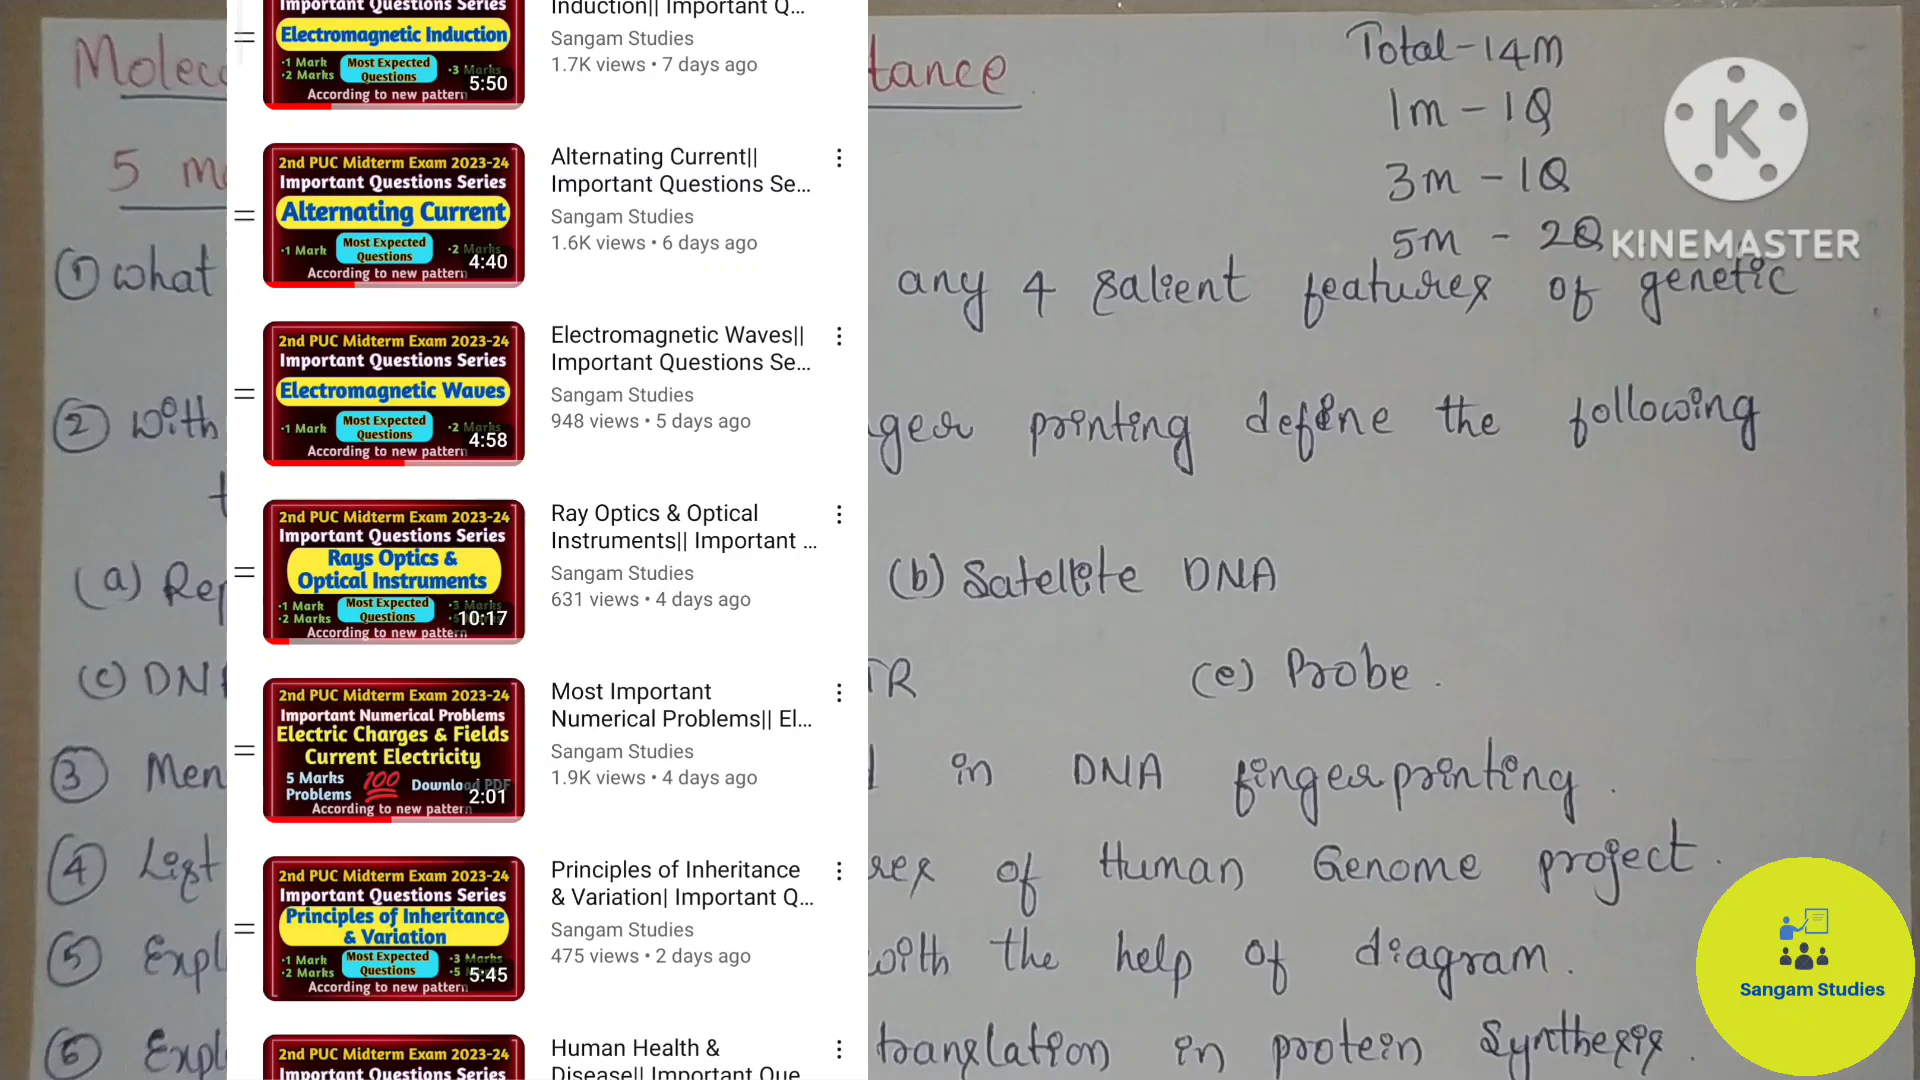 Important Questions Series
Electromagnetic Induction
•1 Mark
•2 Marks
Most Expected
Questions
•3 Marks
5:50
According to new pattern
Induction|| Important Q...
Sangam Studies
1.7K views • 7 days ago
2nd PUC Midterm Exam 2023-24
Important Questions Series
Alternating Current
•1 Mark
Most Expected
Questions
•2 Marks
4:40
According to new pattern
Alternating Current||
Important Questions Se...
Sangam Studies
1.6K views • 6 days ago
2nd PUC Midterm Exam 2023-24
Important Questions Series
Electromagnetic Waves
•1 Mark
Most Expected
Questions
•2 Marks
4:58
According to new pattern
Electromagnetic Waves||
Important Questions Se...
Sangam Studies
948 views • 5 days ago
2nd PUC Midterm Exam 2023-24
Important Questions Series
Rays Optics &
Optical Instruments
•1 Mark
•2 Marks
Most Expected
Questions
•3 Marks
10:17
According to new pattern
Ray Optics & Optical
Instruments|| Important ...
Sangam Studies
631 views • 4 days ago
2nd PUC Midterm Exam 2023-24
Important Numerical Problems
Electric Charges & Fields
Current Electricity
5 Marks
Problems
100
Download PDF
2:01
According to new pattern
Most Important
Numerical Problems|| El...
Sangam Studies
1.9K views • 4 days ago
2nd PUC Midterm Exam 2023-24
Important Questions Series
Principles of Inheritance
& Variation
•1 Mark
•2 Marks
Most Expected
Questions
•3 Marks
•5
5:45
According to new pattern
Principles of Inheritance
& Variation| Important Q...
Sangam Studies
475 views • 2 days ago
2nd PUC Midterm Exam 2023-24
Important Questions Series
Human Health &
Disease|| Important Que
Total-14M
1m - 1Q
3m - 1Q
5m - 2Q
K
KINEMASTER
Molec tance
5 m
① what any 4 salient features of genetic
② With ger printing define the following
t
(a) Rep (b) Satellite DNA
(c) DNA TR (e) Probe.
③ Men in DNA fingerprinting.
④ List res of Human Genome project.
⑤ Expl with the help of diagram.
⑥ Expl translation in protein synthesis.
Sangam Studies